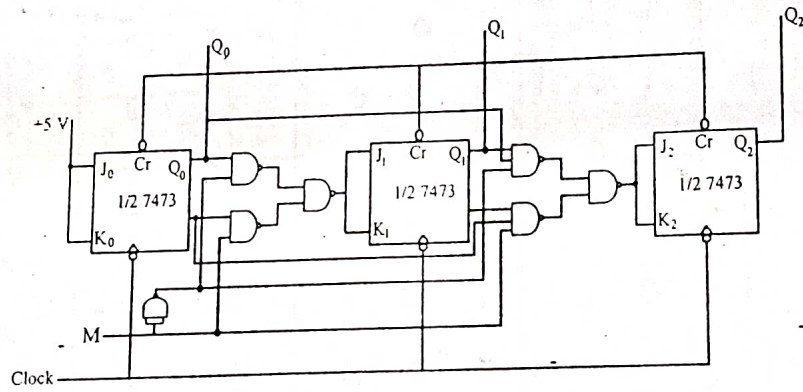 Q₀
Q₁
Q₂
+5 V
J₀ Cr Q₀
1/2 7473
K₀
J₁ Cr Q₁
1/2 7473
K₁
J₂ Cr Q₂
1/2 7473
K₂
M
Clock